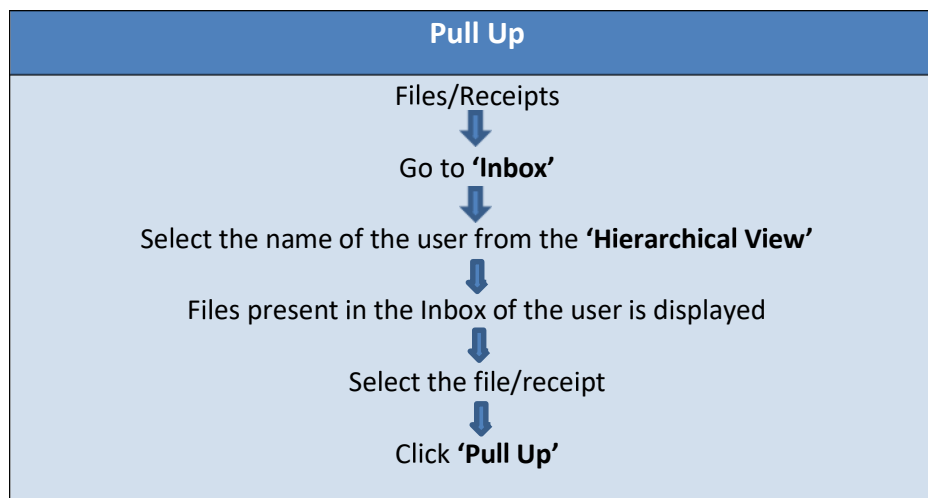 Pull Up
Files/Receipts
Go to ‘Inbox’
Select the name of the user from the ‘Hierarchical View’
Files present in the Inbox of the user is displayed
Select the file/receipt
Click ‘Pull Up’